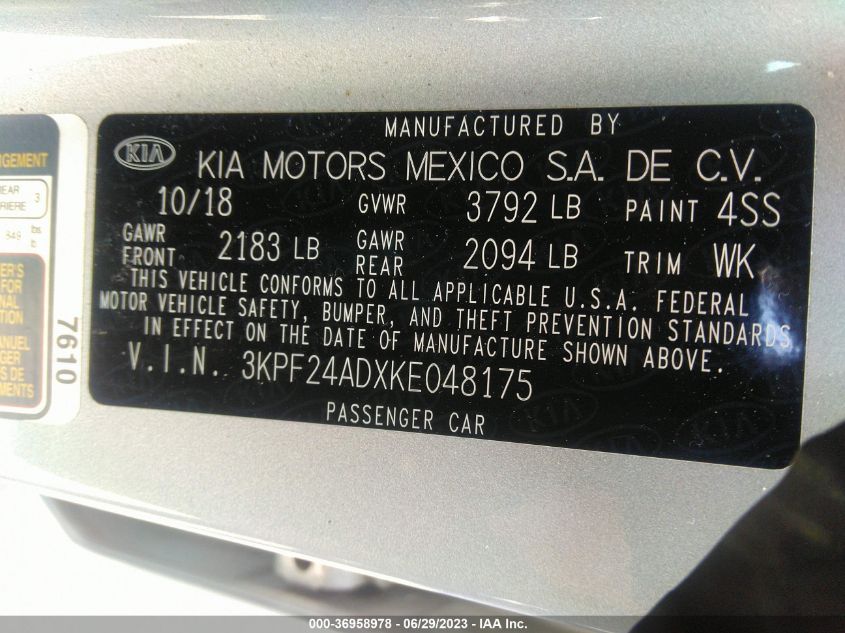 MANUFACTURED BY
KIA
KIA MOTORS MEXICO S.A. DE C.V.
10/18 GVWR 3792 LB PAINT 4SS
GAWR FRONT 2183 LB GAWR REAR 2094 LB TRIM WK
THIS VEHICLE CONFORMS TO ALL APPLICABLE U.S.A. FEDERAL
MOTOR VEHICLE SAFETY, BUMPER, AND THEFT PREVENTION STANDARDS
IN EFFECT ON THE DATE OF MANUFACTURE SHOWN ABOVE.
V.I.N. 3KPF24ADXKE048175
PASSENGER CAR
7610
000-36958978 - 06/29/2023 - IAA Inc.